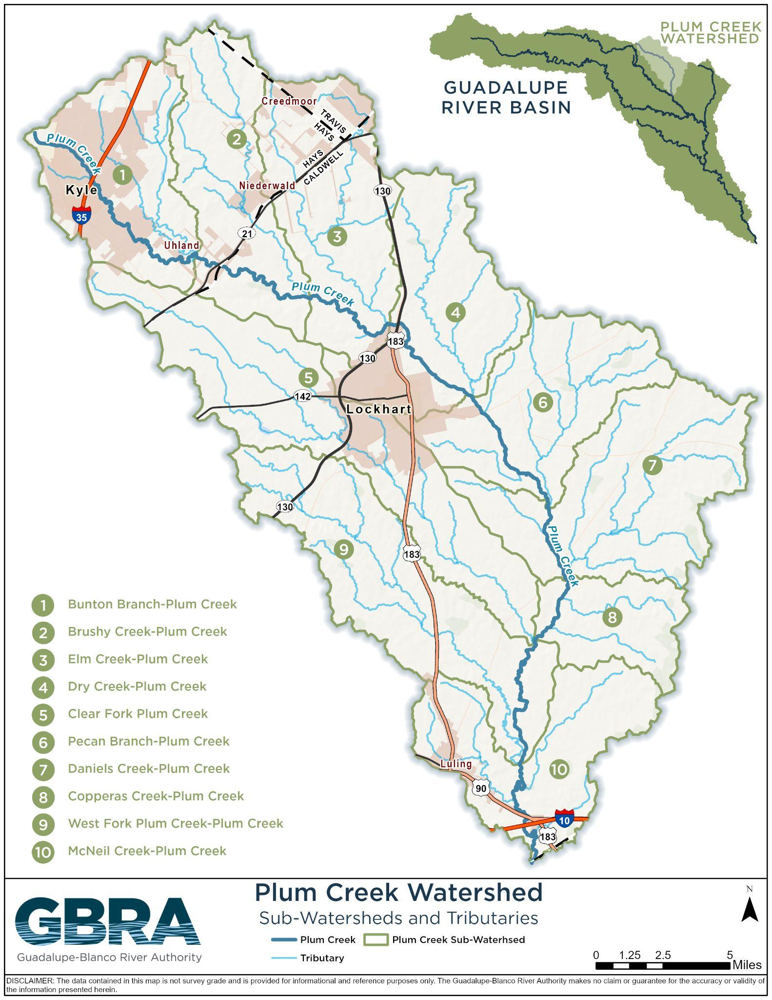 PLUM CREEK
WATERSHED
GUADALUPE
RIVER BASIN
Creedmoor
TRAVIS
HAYS
2
Plum Creek
HAYS
CALDWELL
1
Kyle
Niederwald
130
35
21
3
Uhland
Plum Creek
4
183
130
5
142
6
Lockhart
7
130
Plum Creek
9
183
8
1 Bunton Branch-Plum Creek
2 Brushy Creek-Plum Creek
3 Elm Creek-Plum Creek
4 Dry Creek-Plum Creek
5 Clear Fork Plum Creek
6 Pecan Branch-Plum Creek
7 Daniels Creek-Plum Creek
8 Copperas Creek-Plum Creek
9 West Fork Plum Creek-Plum Creek
10 McNeil Creek-Plum Creek
Luling
10
90
10
183
GBRA
Guadalupe-Blanco River Authority
Plum Creek Watershed
Sub-Watersheds and Tributaries
Plum Creek
Plum Creek Sub-Waterhsed
Tributary
N
0 1.25 2.5 5
Miles
DISCLAIMER: The data contained in this map is not survey grade and is provided for informational and reference purposes only. The Guadalupe-Blanco River Authority makes no claim or guarantee for the accuracy or validity of
the information presented herein.